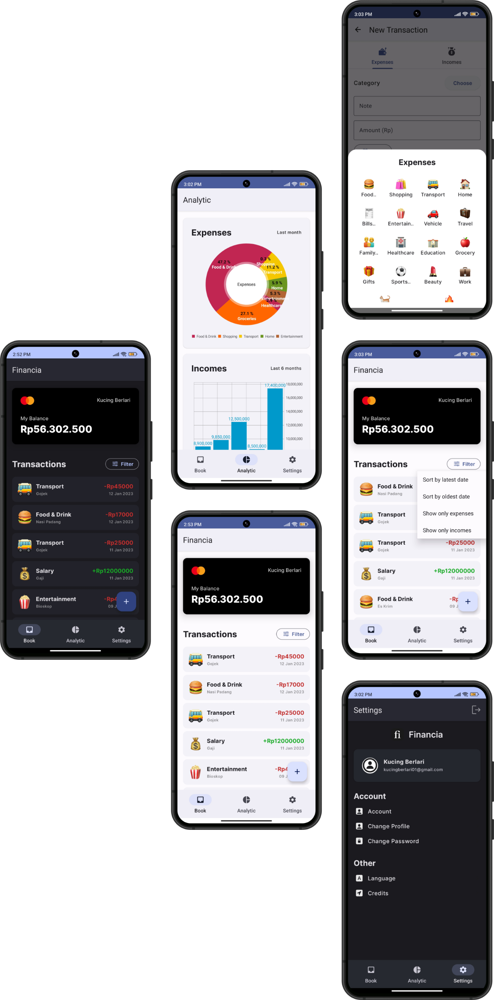 2:52 PM
74
Financia
Kucing Berlari
My Balance
Rp56.302.500
Transactions
Filter
Transport
-Rp45000
Gojek
12 Jan 2023
Food & Drink
-Rp17000
Nasi Padang
12 Jan 2023
Transport
-Rp25000
Gojek
11 Jan 2023
Salary
+Rp12000000
Gaji
11 Jan 2023
Entertainment
-Rp4
Bioskop
09 J
+
Book
Analytic
Settings
3:02 PM
74
Analytic
Expenses
Last month
47.2 %
Food & Drink
0.3 %
Shopping
11.2 %
Transport
5.9 %
Home
5.3 %
Entertainment
2.9 %
Healthcare
27.1 %
Groceries
Expenses
Food & Drink
Shopping
Transport
Home
Entertainment
Incomes
Last 6 months
17,400,000
18,000,000
16,000,000
14,000,000
12,500,000
12,000,000
9,850,000
10,000,000
8,900,000
8,500,000
Book
Analytic
Settings
2:53 PM
74
Financia
Kucing Berlari
My Balance
Rp56.302.500
Transactions
Filter
Transport
-Rp45000
Gojek
12 Jan 2023
Food & Drink
-Rp17000
Nasi Padang
12 Jan 2023
Transport
-Rp25000
Gojek
11 Jan 2023
Salary
+Rp12000000
Gaji
11 Jan 2023
Entertainment
-Rp4
Bioskop
09 J
+
Book
Analytic
Settings
3:03 PM
74
New Transaction
Expenses
Incomes
Category
Choose
Note
Amount (Rp)
Expenses
Food..
Shopping
Transport
Home
Bills..
Entertain..
Vehicle
Travel
Family..
Healthcare
Education
Grocery
Gifts
Sports..
Beauty
Work
3:03 PM
74
Financia
Kucing Berlari
My Balance
Rp56.302.500
Transactions
Filter
Sort by latest date
Sort by oldest date
Show only expenses
Show only incomes
Food & Drink
Nasi Padang
Transport
Gojek
Transport
-Rp25000
Gojek
11 Jan 2023
Salary
+Rp12000000
Gaji
11 Jan 2023
Food & Drink
-Rp
Es Krim
09 J
+
Book
Analytic
Settings
3:02 PM
74
Settings
fi Financia
Kucing Berlari
kucingberlari01@gmail.com
Account
Account
Change Profile
Change Password
Other
Language
Credits
Book
Analytic
Settings